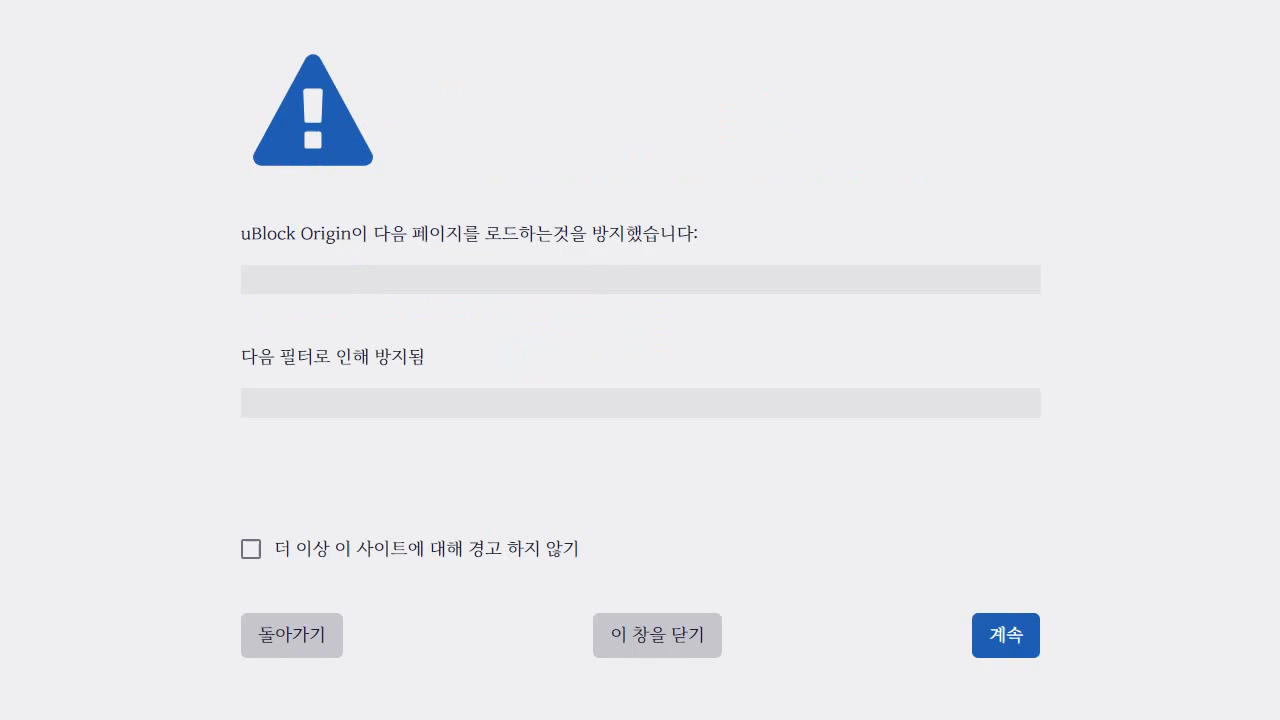 uBlock Origin이 다음 페이지를 로드하는것을 방지했습니다:
다음 필터로 인해 방지됨
더 이상 이 사이트에 대해 경고 하지 않기
돌아가기
이 창을 닫기
계속